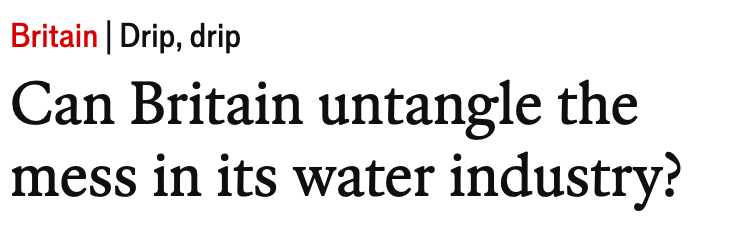 Britain | Drip, drip
Can Britain untangle the
mess in its water industry?